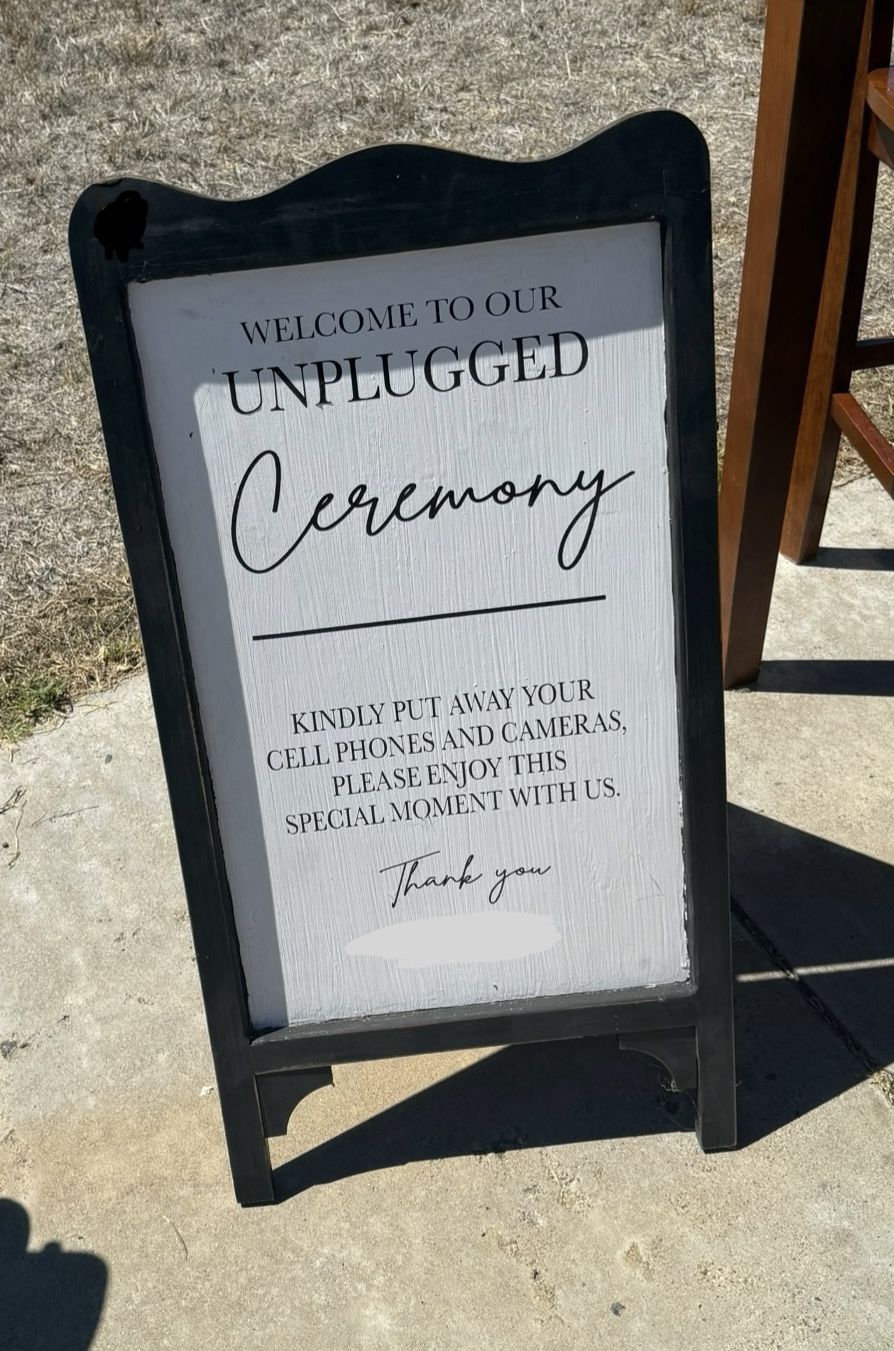 WELCOME TO OUR
UNPLUGGED
Ceremony
KINDLY PUT AWAY YOUR
CELL PHONES AND CAMERAS,
PLEASE ENJOY THIS
SPECIAL MOMENT WITH US.
Thank you